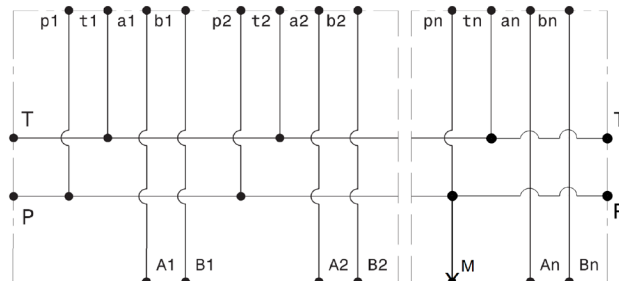 p1 t1 a1 b1 p2 t2 a2 b2 pn tn an bn
T T
P P
A1 B1 A2 B2 M An Bn